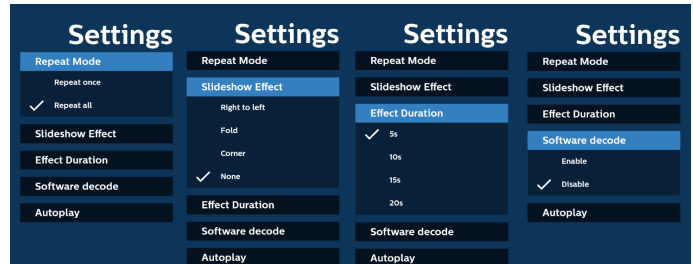 Settings
Repeat Mode
Repeat once
Repeat all
Slideshow Effect
Effect Duration
Software decode
Autoplay
Settings
Repeat Mode
Slideshow Effect
Right to left
Fold
Corner
None
Effect Duration
Software decode
Autoplay
Settings
Repeat Mode
Slideshow Effect
Effect Duration
5s
10s
15s
20s
Software decode
Autoplay
Settings
Repeat Mode
Slideshow Effect
Effect Duration
Software decode
Enable
Disable
Autoplay